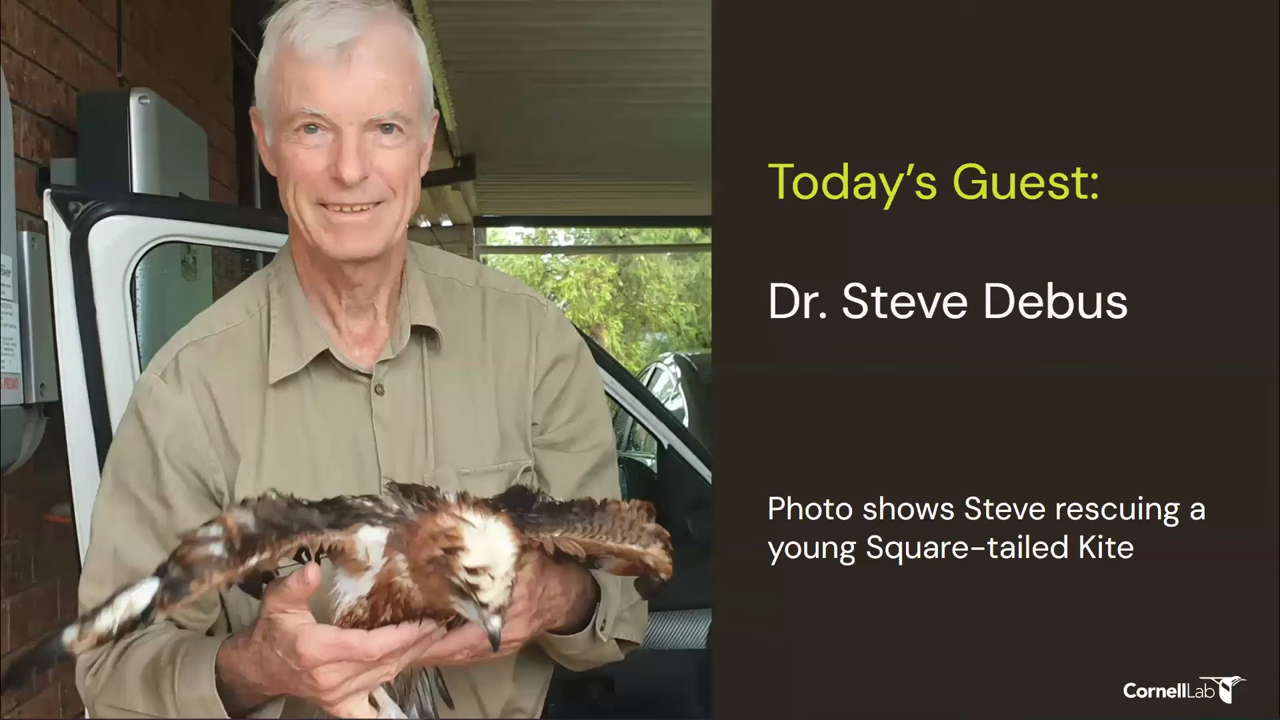 Today’s Guest:
Dr. Steve Debus
Photo shows Steve rescuing a
young Square-tailed Kite
CornellLab